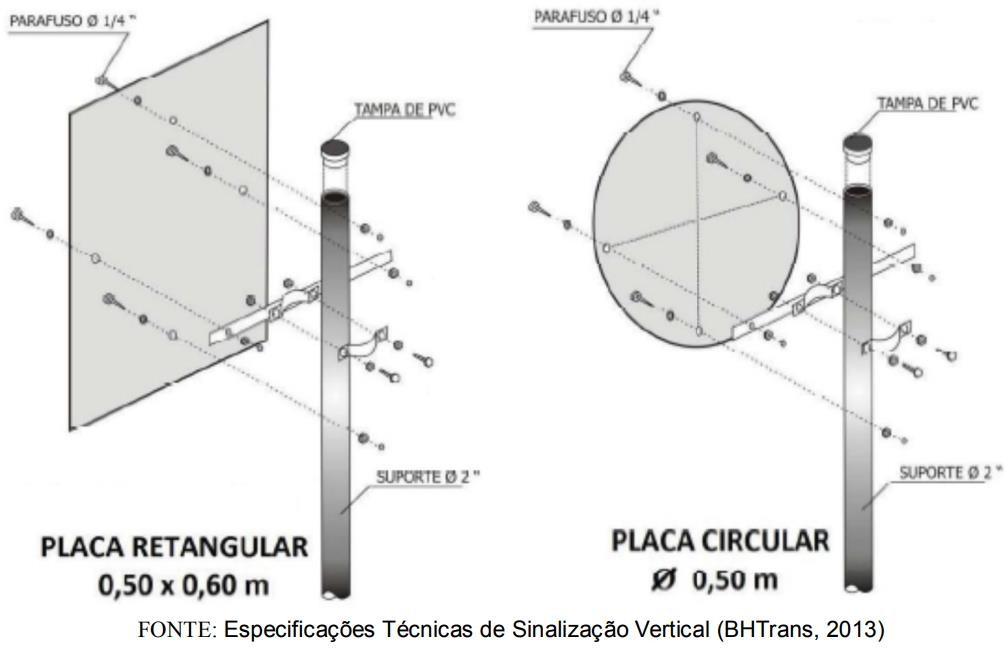 PARAFUSO Ø 1/4 "
TAMPA DE PVC
SUPORTE Ø 2 "
PLACA RETANGULAR
0,50 x 0,60 m
PARAFUSO Ø 1/4 "
TAMPA DE PVC
SUPORTE Ø 2 "
PLACA CIRCULAR
Ø 0,50 m
FONTE: Especificações Técnicas de Sinalização Vertical (BHTrans, 2013)